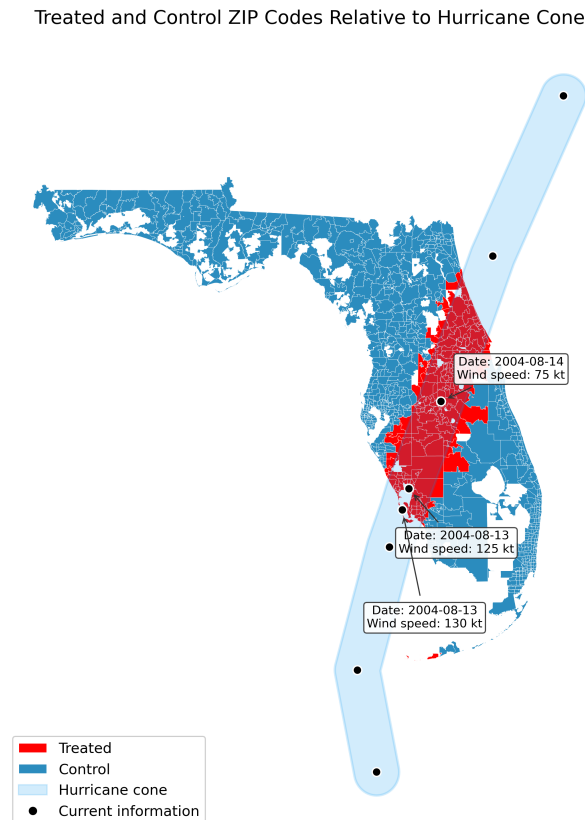 Treated and Control ZIP Codes Relative to Hurricane Cone
Date: 2004-08-14
Wind speed: 75 kt
Date: 2004-08-13
Wind speed: 125 kt
Date: 2004-08-13
Wind speed: 130 kt
Treated
Control
Hurricane cone
Current information